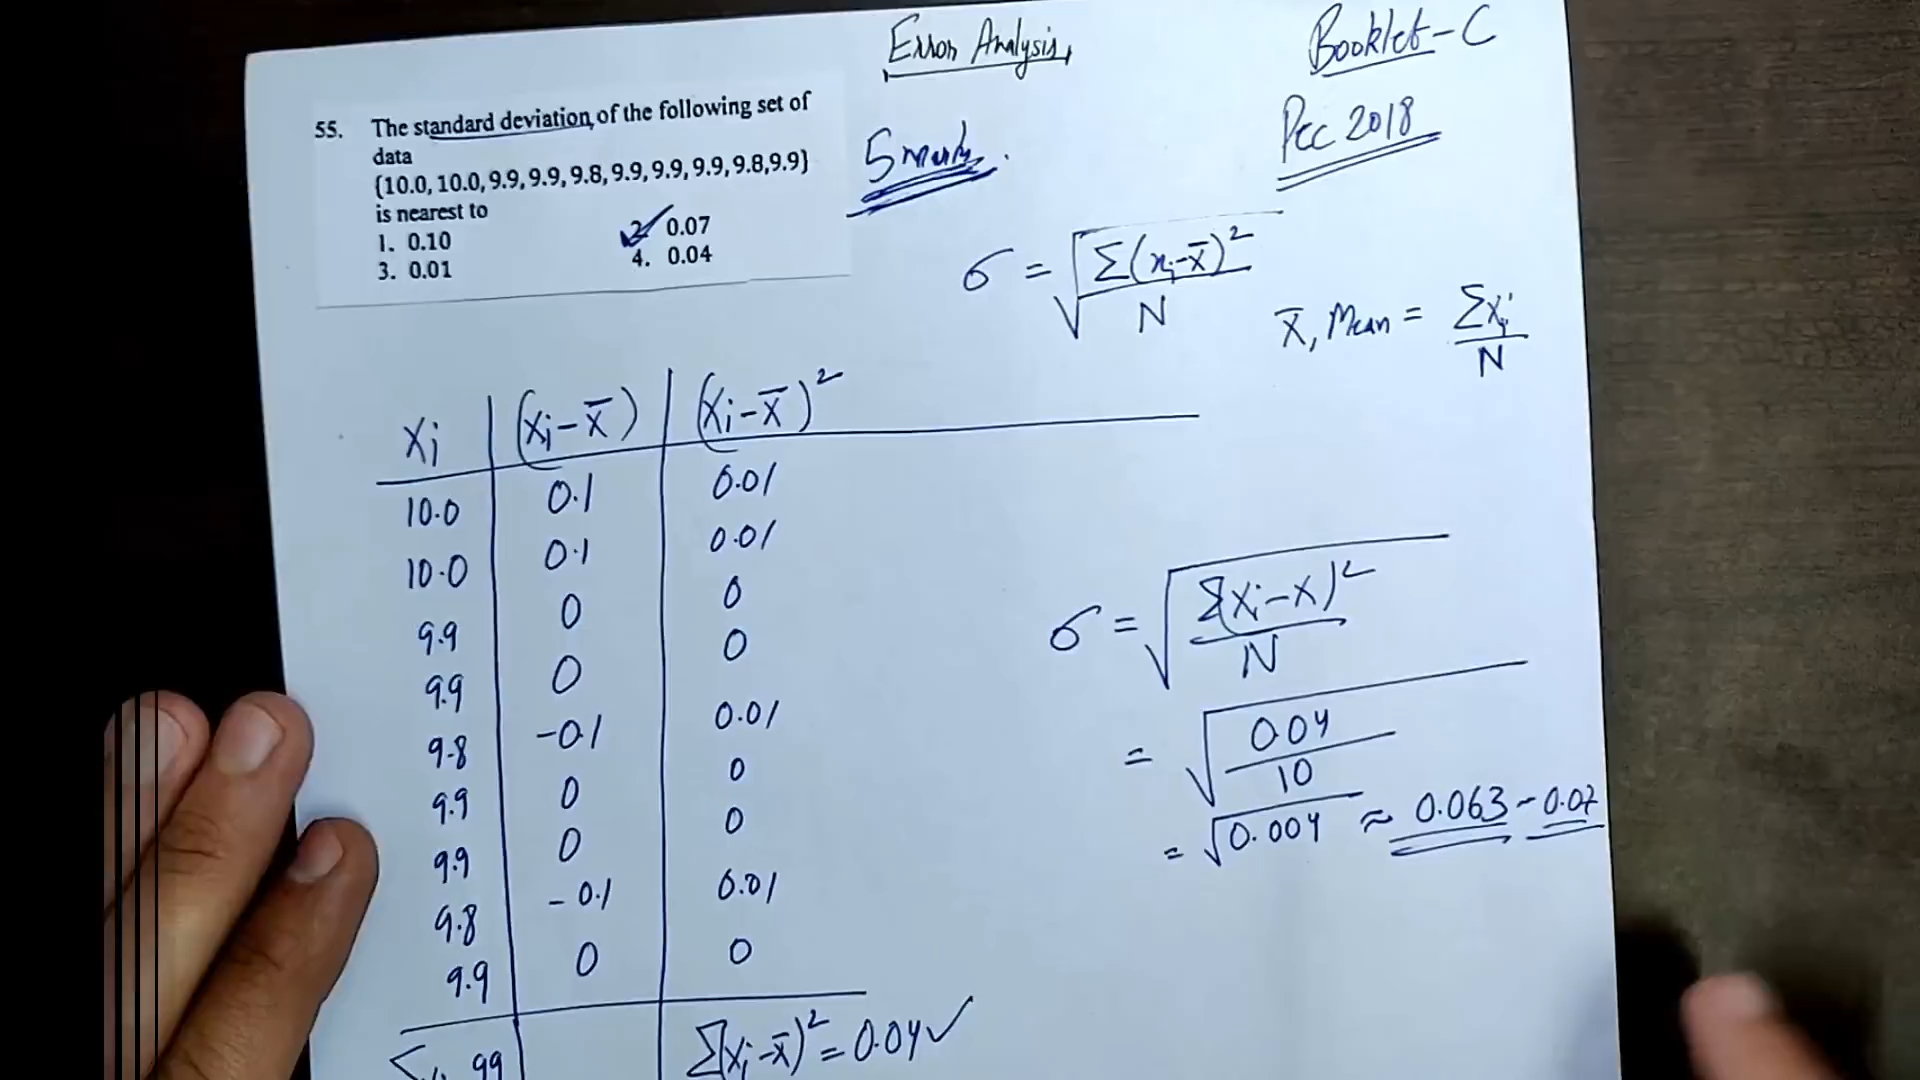 Error Analysis
Booklet-C
Dec 2018
5 marks.
55. The standard deviation of the following set of
data
{10.0, 10.0, 9.9, 9.9, 9.8, 9.9, 9.9, 9.9, 9.8,9.9}
is nearest to
1. 0.10 2. 0.07
3. 0.01 4. 0.04
σ = √(Σ(xi-x̄)²/N)
x̄, Mean = Σxi/N
xi | (xi-x̄) | (xi-x̄)²
10.0 0.1 0.01
10.0 0.1 0.01
9.9 0 0
9.9 0 0
9.8 -0.1 0.01
9.9 0 0
9.9 0 0
9.8 -0.1 0.01
9.9 0 0
99 Σ(xi-x̄)² = 0.04 ✓
σ = √(Σ(xi-x)²/N)
= √(0.04/10)
= √0.004 ≈ 0.063 - 0.07